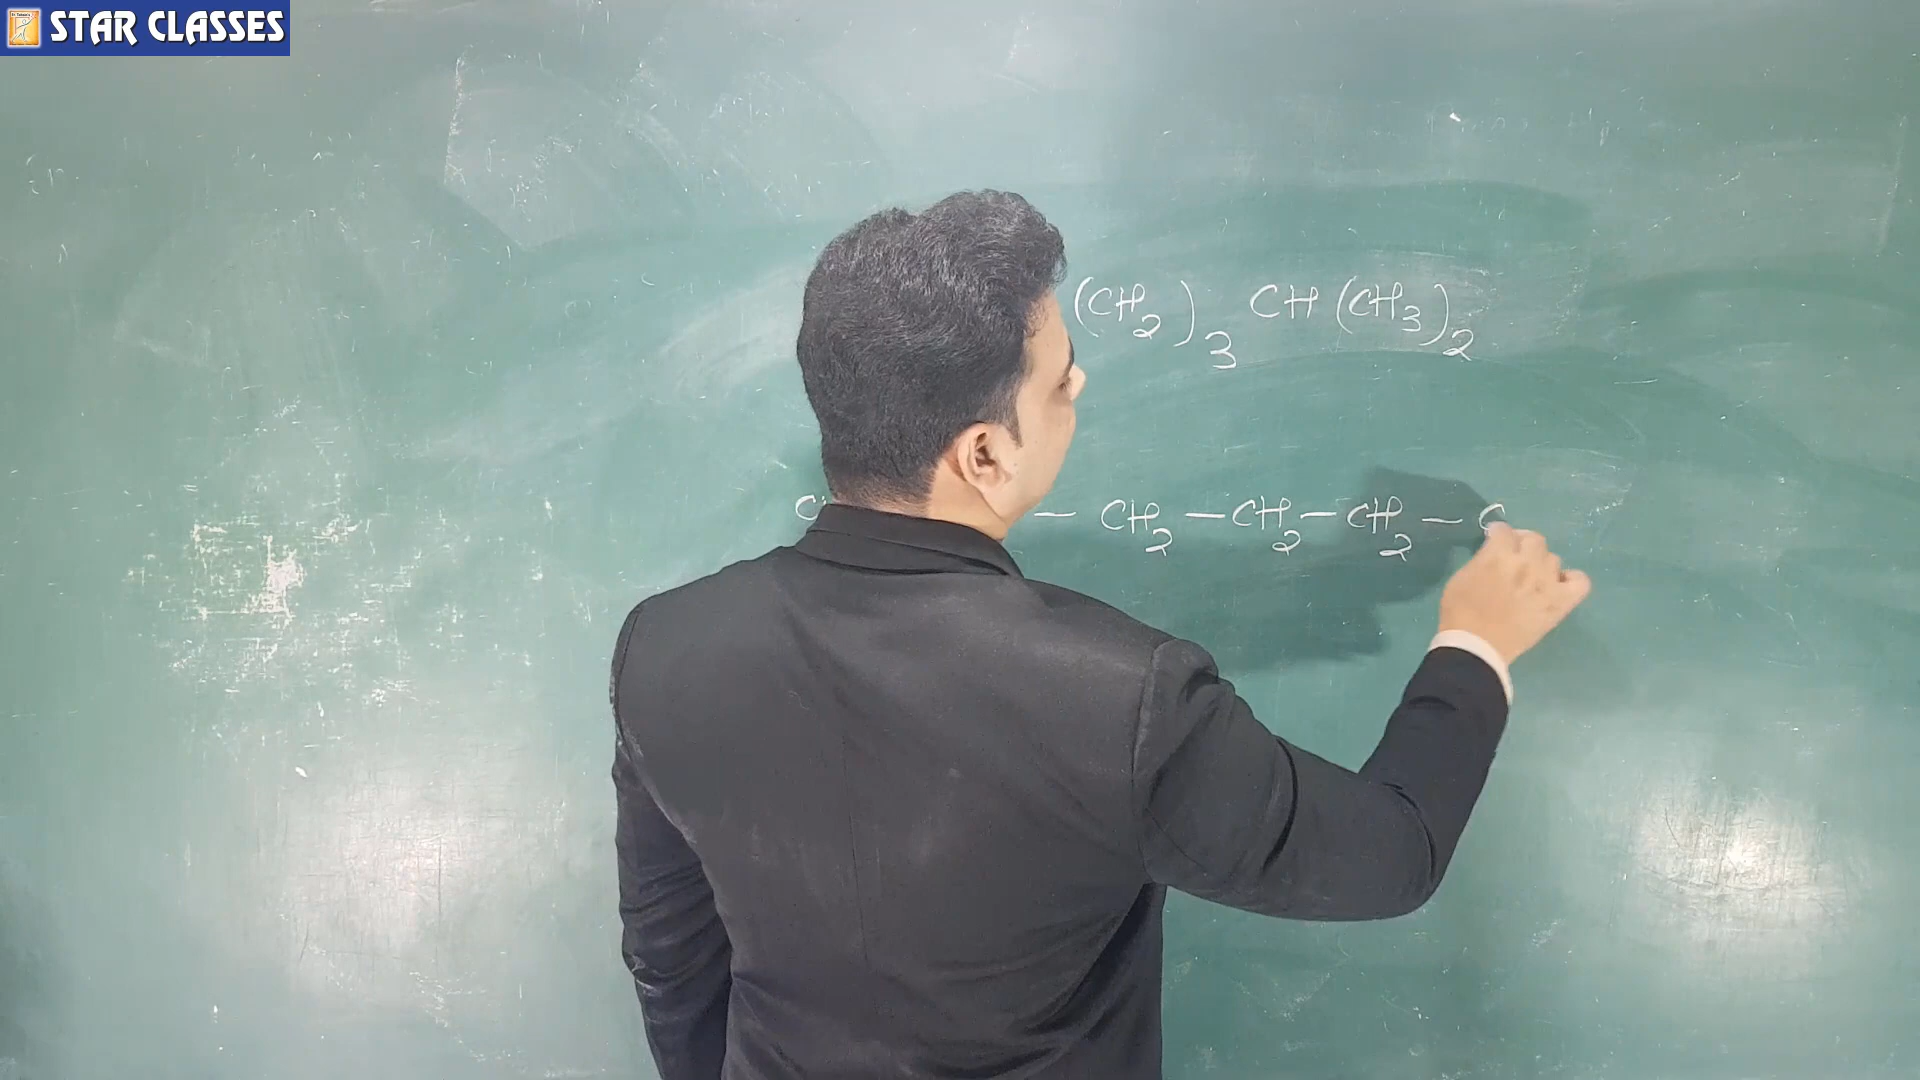 STAR CLASSES
(CH₂)₃ CH (CH₃)₂
C — CH₂ — CH₂ — CH₂ — C